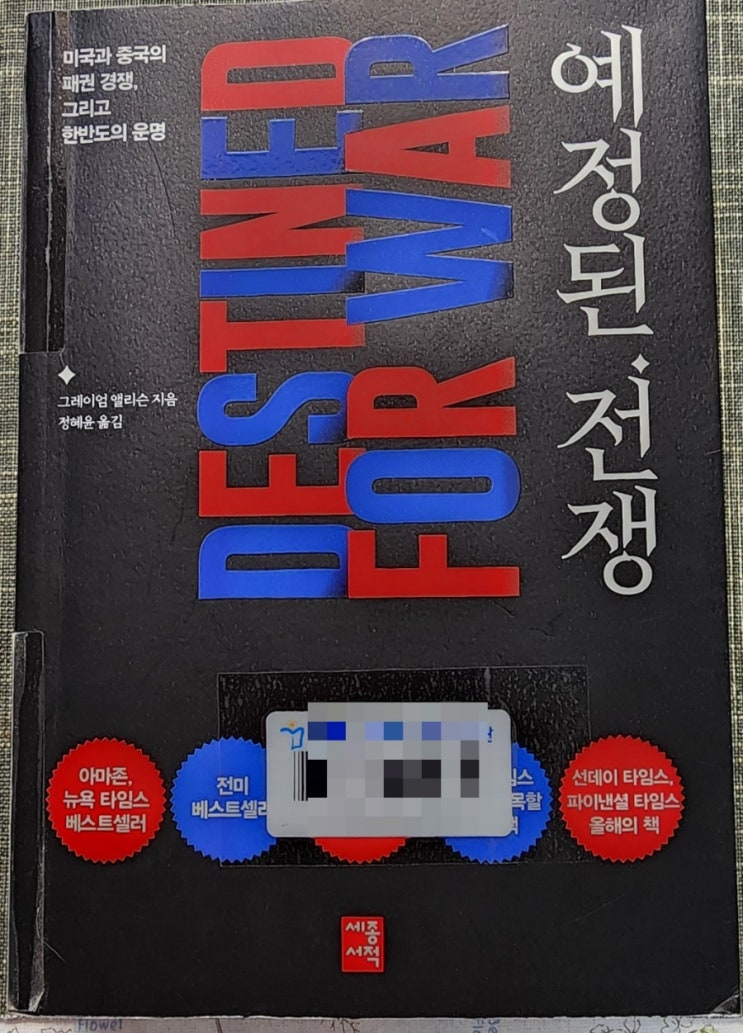 미국과 중국의
패권 경쟁,
그리고
한반도의 운명
DESTINED
FOR WAR
예정된·전쟁
그레이엄 앨리슨 지음
정혜윤 옮김
아마존,
뉴욕 타임스
베스트셀러
전미
베스트셀러
선데이 타임스,
파이낸셜 타임스
올해의 책
세종
서적
Flower